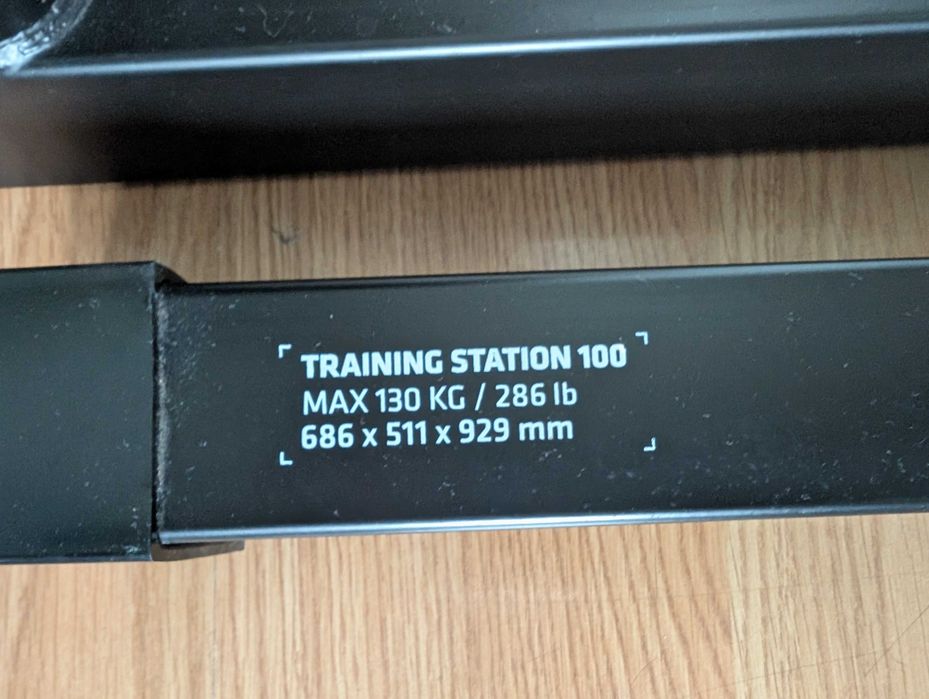 TRAINING STATION 100
MAX 130 KG / 286 lb
686 x 511 x 929 mm